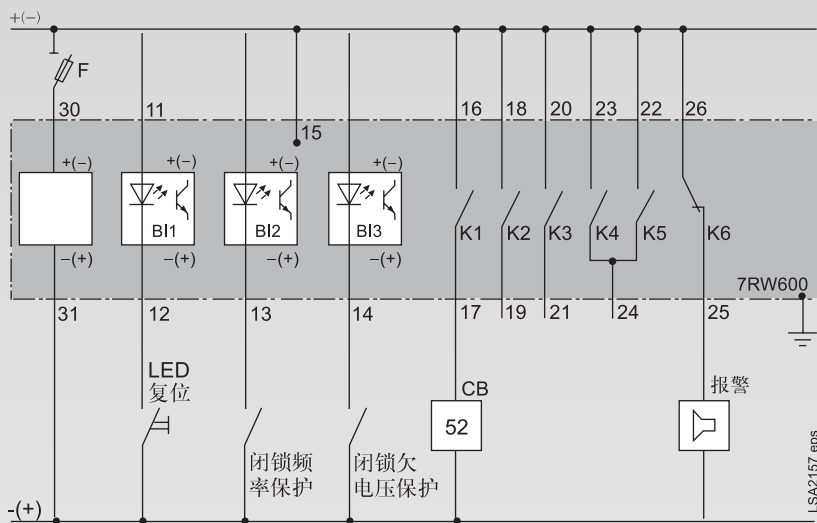 +(−)
F
30
11
15
16
18
20
23
22
26
+(−)
+(−)
+(−)
+(−)
BI1
BI2
BI3
K1
K2
K3
K4
K5
K6
−(+)
−(+)
−(+)
−(+)
7RW600
31
12
13
14
17
19
21
24
25
LED
复位
CB
报警
52
闭锁频
率保护
闭锁欠
电压保护
LSA2157.eps
-(+)